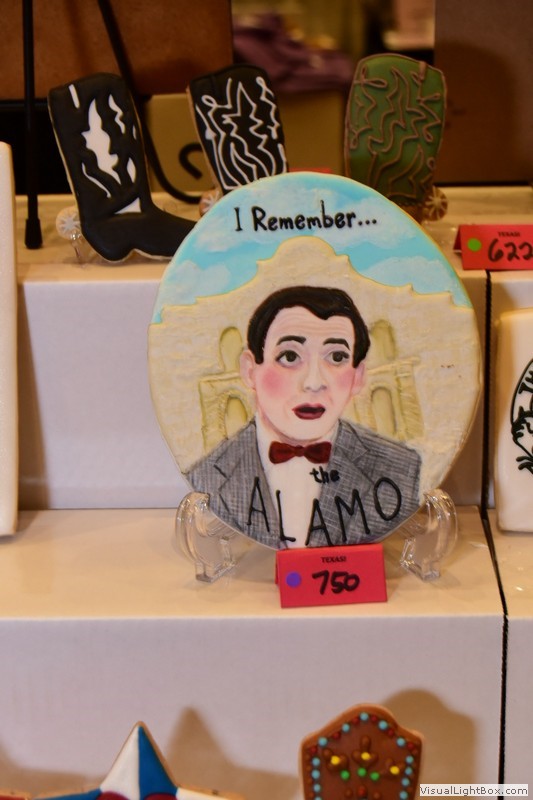 I Remember...
TEXAS!
622
the
ALAMO
TEXAS!
750
VisualLightBox.com